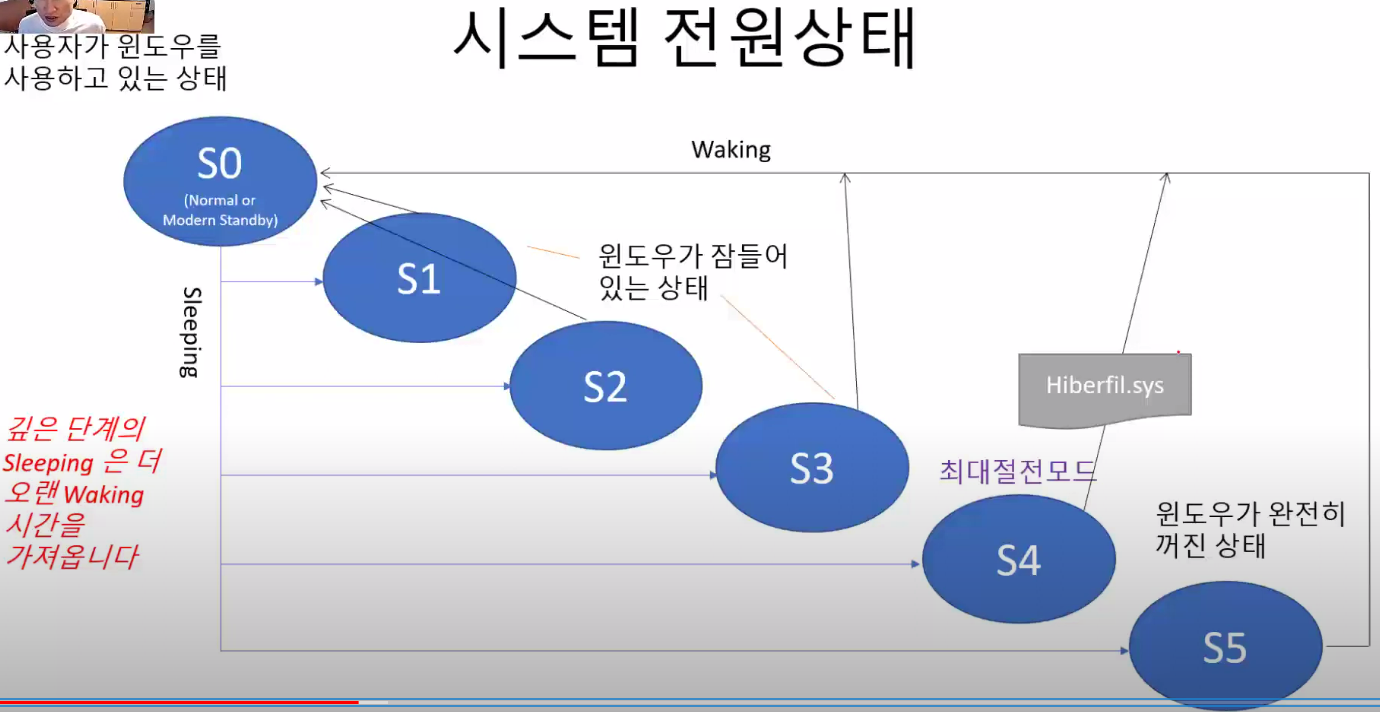 시스템 전원상태
사용자가 윈도우를
사용하고 있는 상태
S0
(Normal or
Modern Standby)
Waking
S1
윈도우가 잠들어
있는 상태
Sleeping
S2
Hiberfil.sys
깊은 단계의
Sleeping 은 더
오랜 Waking
시간을
가져옵니다
S3
최대절전모드
S4
윈도우가 완전히
꺼진 상태
S5